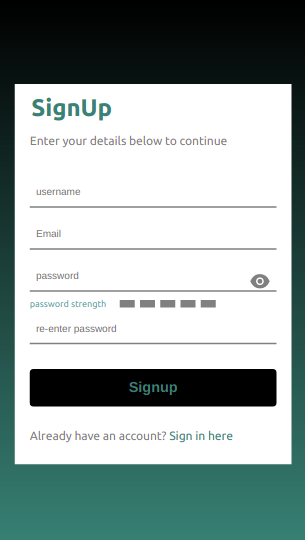 SignUp
Enter your details below to continue
username
Email
password
password strength
re-enter password
Signup
Already have an account? Sign in here